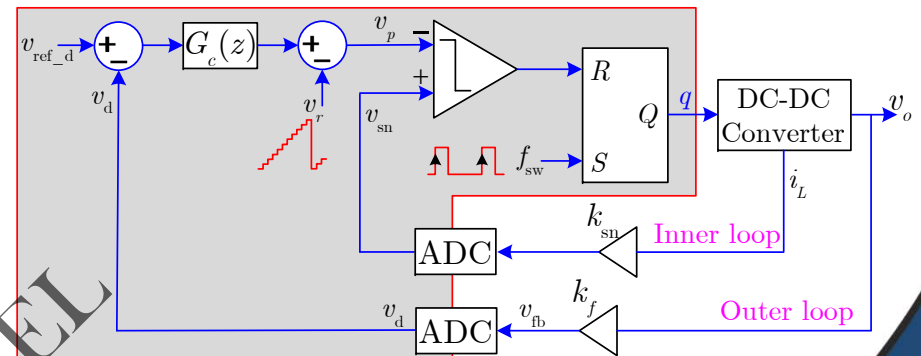 v_ref_d
+
−
G_c(z)
+
−
v_p
−
+
R
S
Q
q
DC-DC
Converter
v_o
v_d
v_r
v_sn
f_sw
i_L
k_sn
Inner loop
ADC
v_d
ADC
v_fb
k_f
Outer loop
EL